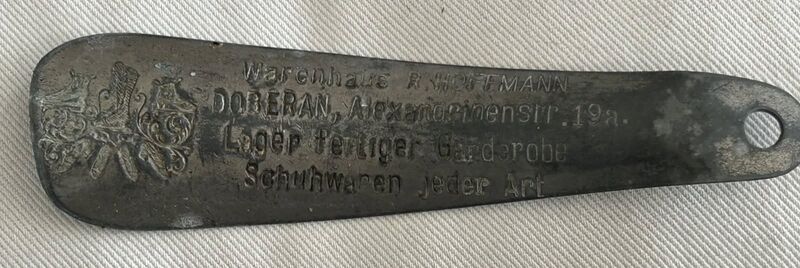 Warenhaus R. HOFFMANN
DOBERAN, Alexandrinenstr. 19a.
Lager fertiger Garderobe
Schuhwaren jeder Art